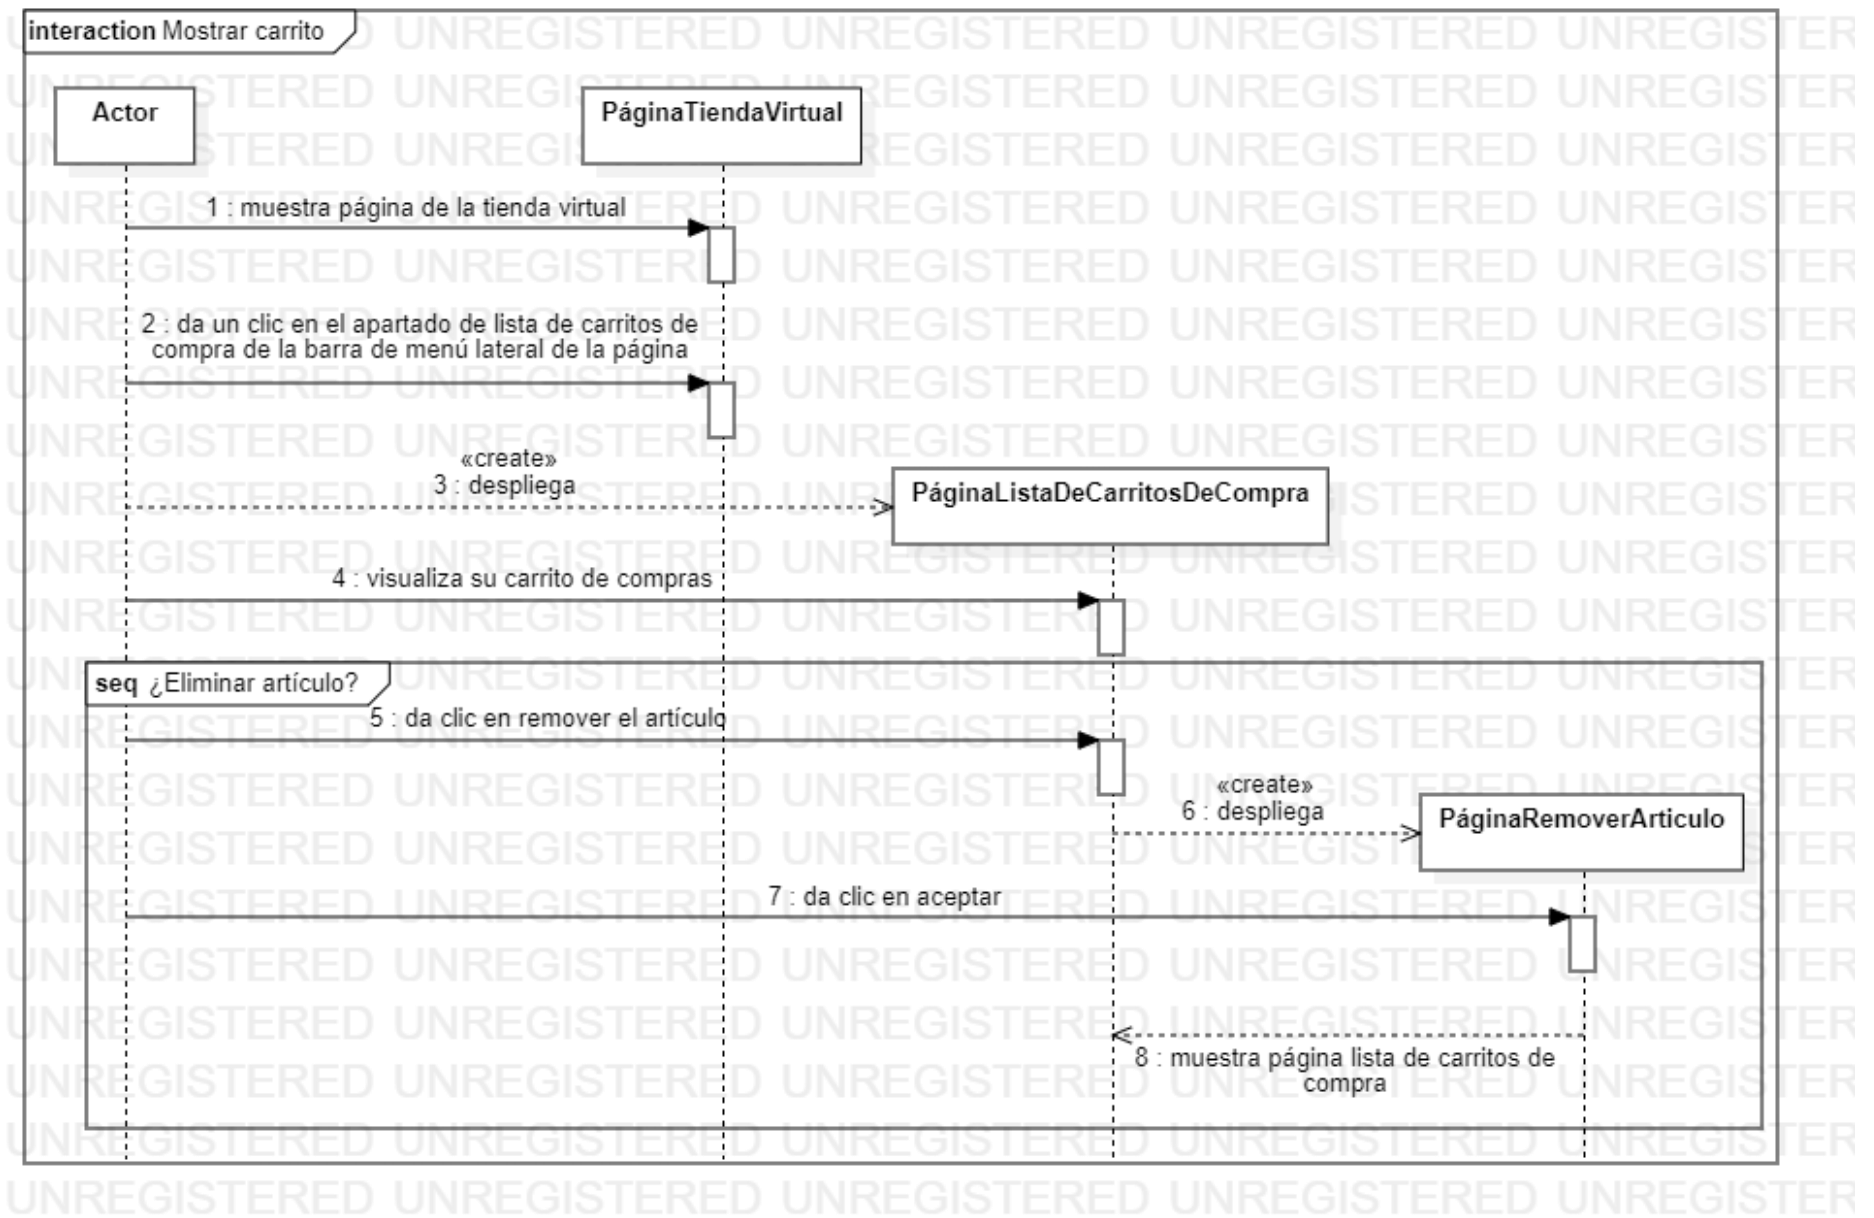 interaction Mostrar carrito
Actor
PáginaTiendaVirtual
1 : muestra página de la tienda virtual
2 : da un clic en el apartado de lista de carritos de
compra de la barra de menú lateral de la página
«create»
3 : despliega
PáginaListaDeCarritosDeCompra
4 : visualiza su carrito de compras
seq ¿Eliminar artículo?
5 : da clic en remover el artículo
«create»
6 : despliega
PáginaRemoverArticulo
7 : da clic en aceptar
8 : muestra página lista de carritos de
compra
UNREGISTERED